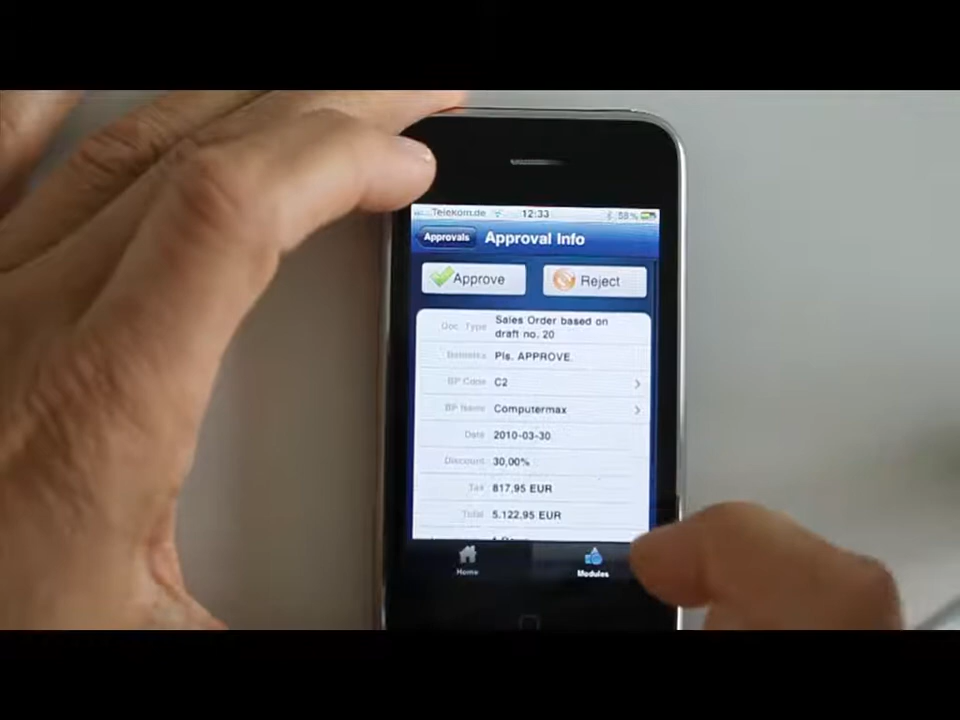 Telekom.de 12:33 58%
Approvals Approval Info
Approve Reject
Doc. Type Sales Order based on
draft no. 20
Remarks Pls. APPROVE.
BP Code C2
BP Name Computermax
Date 2010-03-30
Discount 30,00%
Tax 817,95 EUR
Total 5.122,95 EUR
Home Modules